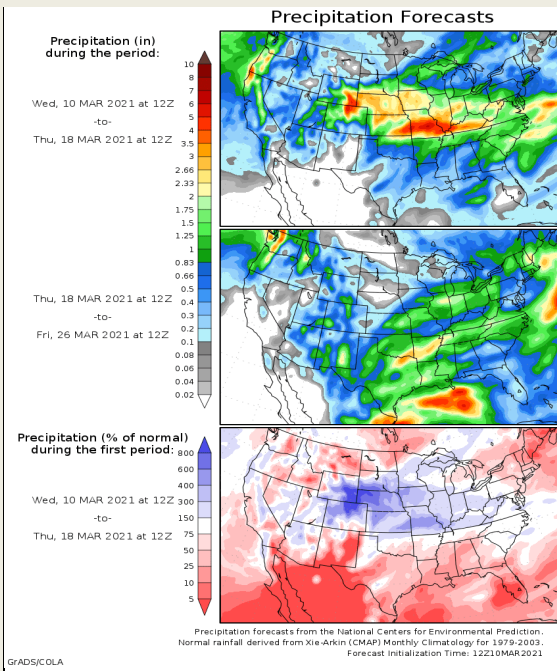 Precipitation Forecasts
Precipitation (in)
during the period:
Wed, 10 MAR 2021 at 12Z
-to-
Thu, 18 MAR 2021 at 12Z
10
8
7
6
5
4
3.5
3
2.66
2.33
2
1.75
1.5
1.25
1
0.83
0.66
0.5
0.4
0.3
0.2
0.1
0.08
0.06
0.04
0.02
Thu, 18 MAR 2021 at 12Z
-to-
Fri, 26 MAR 2021 at 12Z
Precipitation (% of normal)
during the first period:
Wed, 10 MAR 2021 at 12Z
-to-
Thu, 18 MAR 2021 at 12Z
800
600
400
300
150
75
50
25
10
5
Precipitation forecasts from the National Centers for Environmental Prediction.
Normal rainfall derived from Xie-Arkin (CMAP) Monthly Climatology for 1979-2003.
Forecast Initialization Time: 12Z10MAR2021
GrADS/COLA